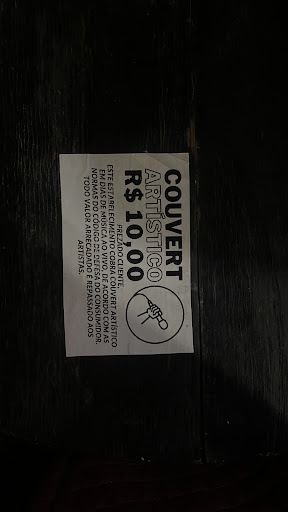 COUVERT
ARTÍSTICO
R$ 10,00
PREZADO CLIENTE,
ESTE ESTABELECIMENTO COBRA COUVERT ARTÍSTICO
EM DIAS DE MÚSICA AO VIVO, DE ACORDO COM AS
NORMAS DO CÓDIGO DE DEFESA DO CONSUMIDOR.
TODO VALOR ARRECADADO É REPASSADO AOS
ARTISTAS.